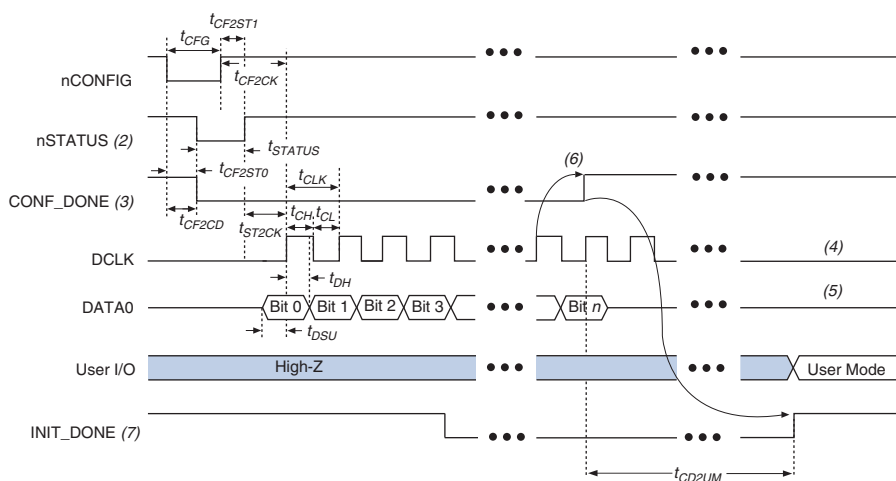 tCF2ST1
tCFG
nCONFIG
tCF2CK
nSTATUS (2)
tSTATUS
tCF2ST0
tCLK
(6)
CONF_DONE (3)
tCF2CD
tST2CK
tCH
tCL
DCLK
(4)
tDH
DATA0
Bit 0
Bit 1
Bit 2
Bit 3
Bit n
(5)
tDSU
User I/O
High-Z
User Mode
INIT_DONE (7)
tCD2UM